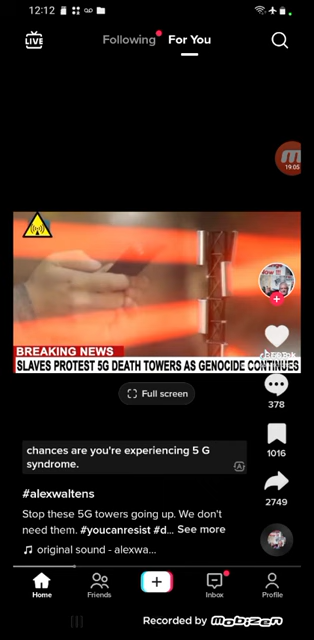 12:12
LIVE
Following
For You
19:05
BREAKING NEWS
SLAVES PROTEST 5G DEATH TOWERS AS GENOCIDE CONTINUES
Full screen
378
chances are you're experiencing 5 G
syndrome.
1016
#alexwaltens
2749
Stop these 5G towers going up. We don't
need them. #youcanresist #d... See more
original sound - alexwa...
Home
Friends
Inbox
Profile
Recorded by Mobizen